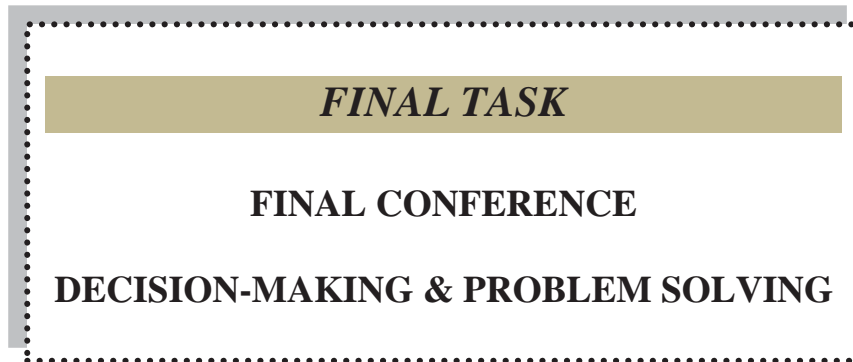 FINAL TASK
FINAL CONFERENCE
DECISION-MAKING & PROBLEM SOLVING